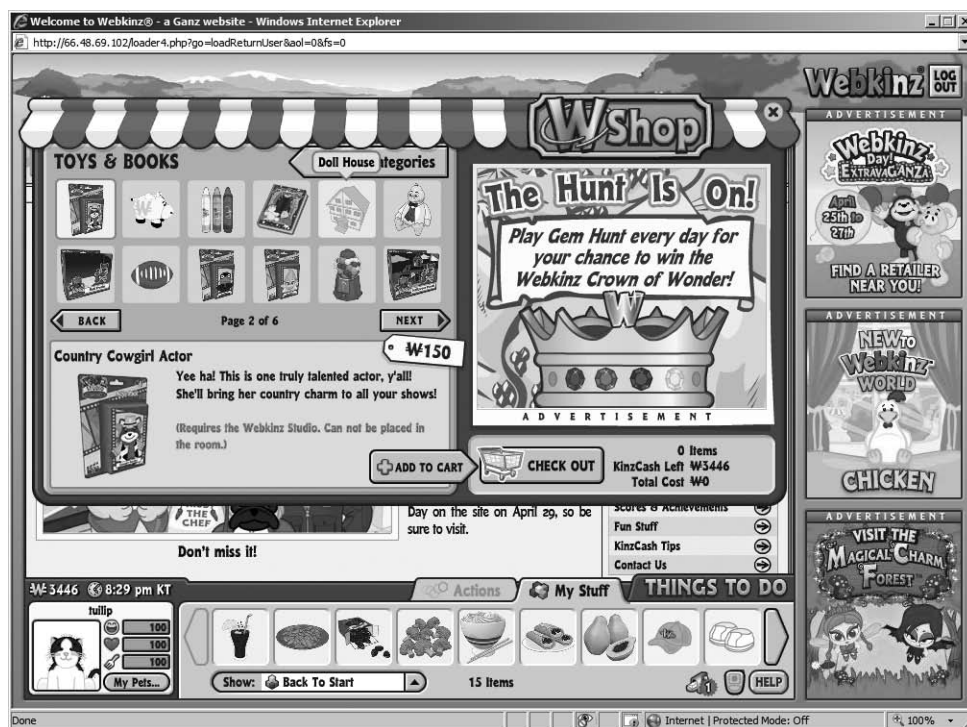 Welcome to Webkinz® - a Ganz website - Windows Internet Explorer
http://66.48.69.102/loader4.php?go=loadReturnUser&aol=0&fs=0
Webkinz®
LOG
OUT
W Shop
TOYS & BOOKS
Doll House
tegories
BACK
Page 2 of 6
NEXT
₩150
Country Cowgirl Actor
Yee ha! This is one truly talented actor, y'all!
She'll bring her country charm to all your shows!
(Requires the Webkinz Studio. Can not be placed in
the room.)
ADD TO CART
The Hunt Is On!
Play Gem Hunt every day for
your chance to win the
Webkinz Crown of Wonder!
W
ADVERTISEMENT
CHECK OUT
0 Items
KinzCash Left ₩3446
Total Cost ₩0
ADVERTISEMENT
Webkinz
Day!
EXTRAVAGANZA!
April
25th to
27th
FIND A RETAILER
NEAR YOU!
ADVERTISEMENT
NEW TO
Webkinz™
WORLD
CHICKEN
ADVERTISEMENT
VISIT THE
MAGICAL CHARM
FOREST
THE
CHEF
Don't miss it!
Day on the site on April 29, so be
sure to visit.
Scores & Achievements
Fun Stuff
KinzCash Tips
Contact Us
₩3446
8:29 pm KT
Actions
My Stuff
THINGS TO DO
tuilip
100
100
100
My Pets...
Show:
Back To Start
15 Items
1
HELP
Done
Internet | Protected Mode: Off
100%